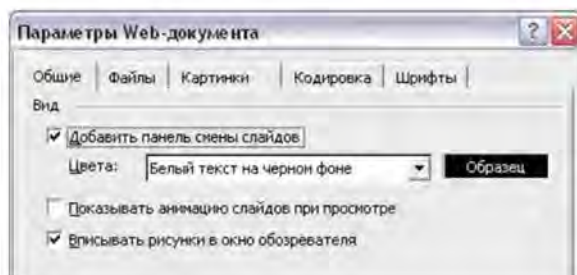 Параметры Web-документа
Общие Файлы Картинки Кодировка Шрифты
Вид
Добавить панель смены слайдов
Цвета: Белый текст на черном фоне Образец
Показывать анимацию слайдов при просмотре
Вписывать рисунки в окно обозревателя